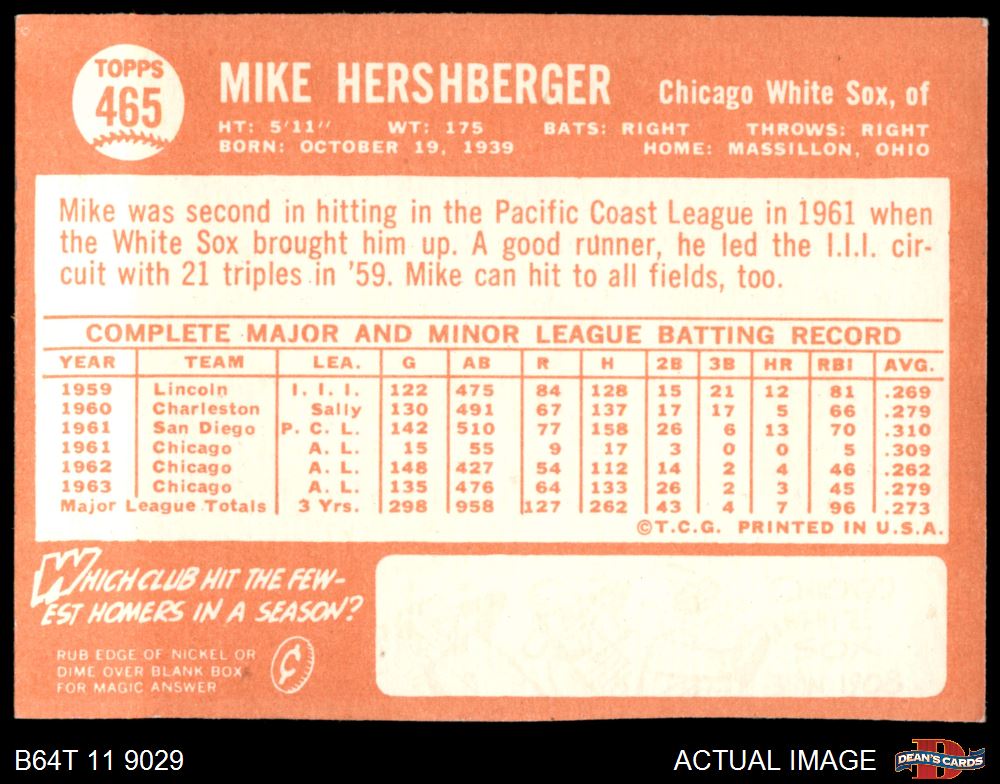 TOPPS
465
MIKE HERSHBERGER
Chicago White Sox, of
HT: 5'11" WT: 175 BATS: RIGHT THROWS: RIGHT
BORN: OCTOBER 19, 1939 HOME: MASSILLON, OHIO
Mike was second in hitting in the Pacific Coast League in 1961 when
the White Sox brought him up. A good runner, he led the I.I.I. cir-
cuit with 21 triples in '59. Mike can hit to all fields, too.
COMPLETE MAJOR AND MINOR LEAGUE BATTING RECORD
YEAR TEAM LEA. G AB R H 2B 3B HR RBI AVG.
1959 Lincoln I. I. I. 122 475 84 128 15 21 12 81 .269
1960 Charleston Sally 130 491 67 137 17 17 5 66 .279
1961 San Diego P. C. L. 142 510 77 158 26 6 13 70 .310
1961 Chicago A. L. 15 55 9 17 3 0 0 5 .309
1962 Chicago A. L. 148 427 54 112 14 2 4 46 .262
1963 Chicago A. L. 135 476 64 133 26 2 3 45 .279
Major League Totals 3 Yrs. 298 958 127 262 43 4 7 96 .273
©T.C.G. PRINTED IN U.S.A.
WHICH CLUB HIT THE FEW-
EST HOMERS IN A SEASON?
RUB EDGE OF NICKEL OR
DIME OVER BLANK BOX
FOR MAGIC ANSWER
¢
B64T 11 9029 ACTUAL IMAGE
D
DEAN'S CARDS